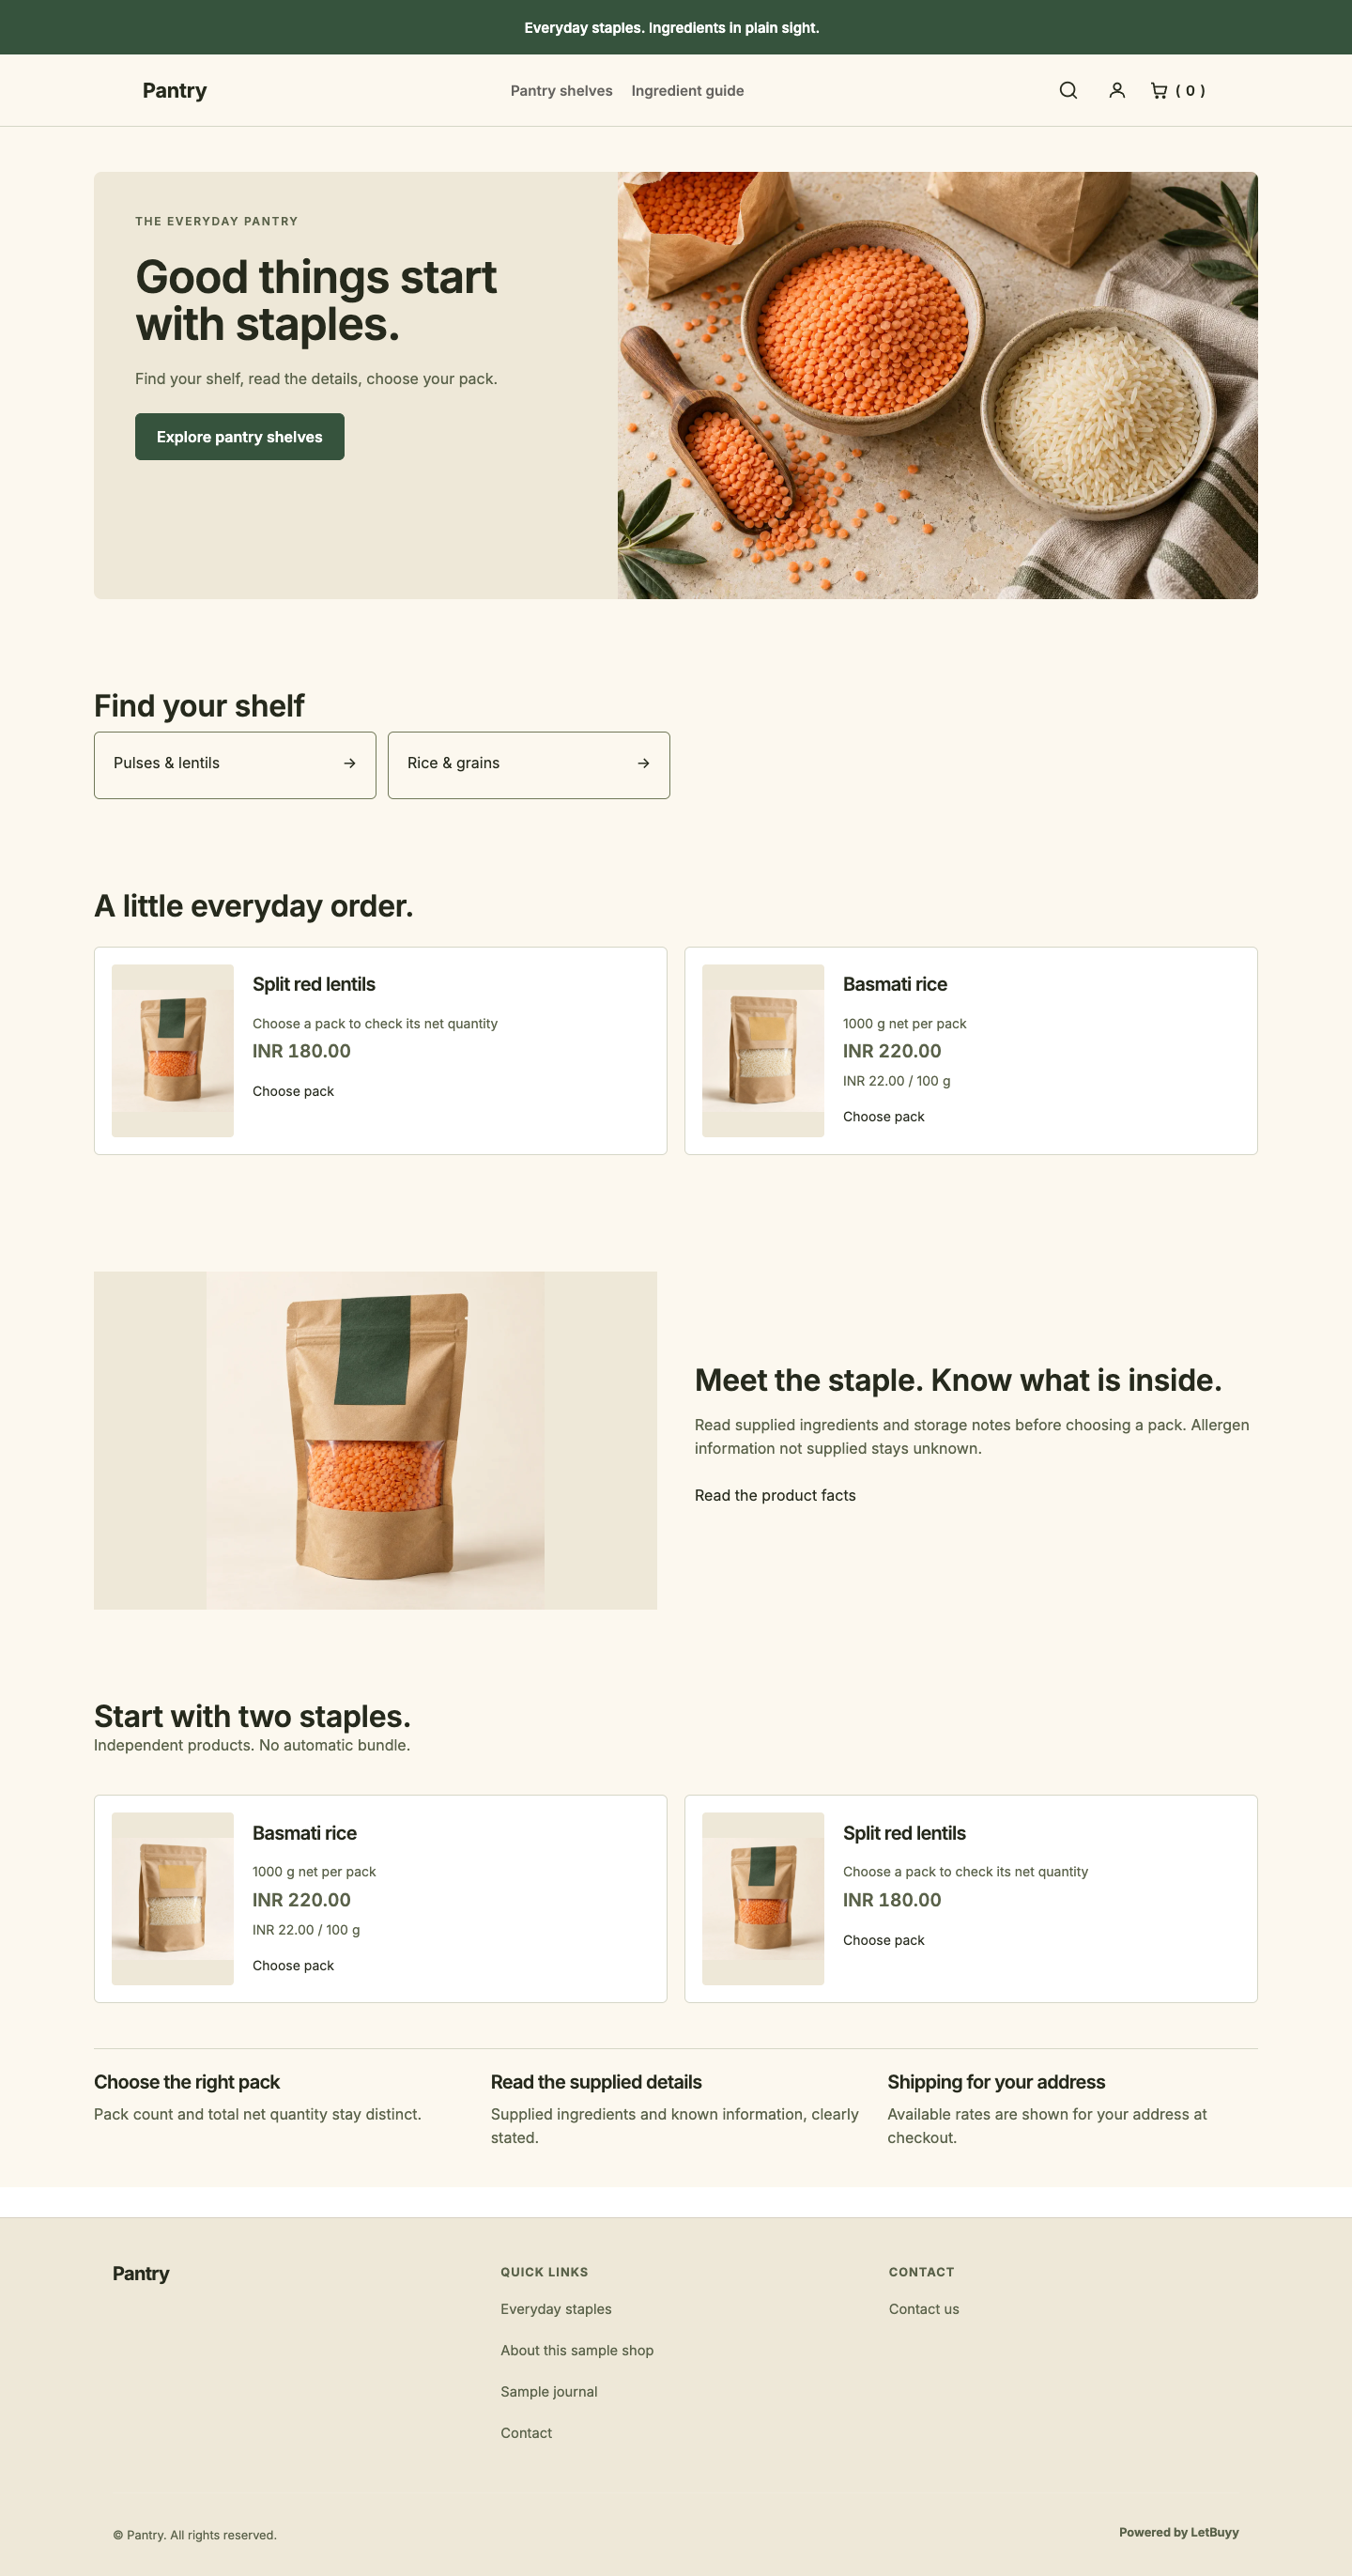 Everyday staples. Ingredients in plain sight.
Pantry
Pantry shelves
Ingredient guide
( 0 )
THE EVERYDAY PANTRY
Good things start
with staples.
Find your shelf, read the details, choose your pack.
Explore pantry shelves
Find your shelf
Pulses & lentils →
Rice & grains →
A little everyday order.
Split red lentils
Choose a pack to check its net quantity
INR 180.00
Choose pack
Basmati rice
1000 g net per pack
INR 220.00
INR 22.00 / 100 g
Choose pack
Meet the staple. Know what is inside.
Read supplied ingredients and storage notes before choosing a pack. Allergen
information not supplied stays unknown.
Read the product facts
Start with two staples.
Independent products. No automatic bundle.
Basmati rice
1000 g net per pack
INR 220.00
INR 22.00 / 100 g
Choose pack
Split red lentils
Choose a pack to check its net quantity
INR 180.00
Choose pack
Choose the right pack
Pack count and total net quantity stay distinct.
Read the supplied details
Supplied ingredients and known information, clearly
stated.
Shipping for your address
Available rates are shown for your address at
checkout.
Pantry
QUICK LINKS
Everyday staples
About this sample shop
Sample journal
Contact
CONTACT
Contact us
© Pantry. All rights reserved.
Powered by LetBuyy